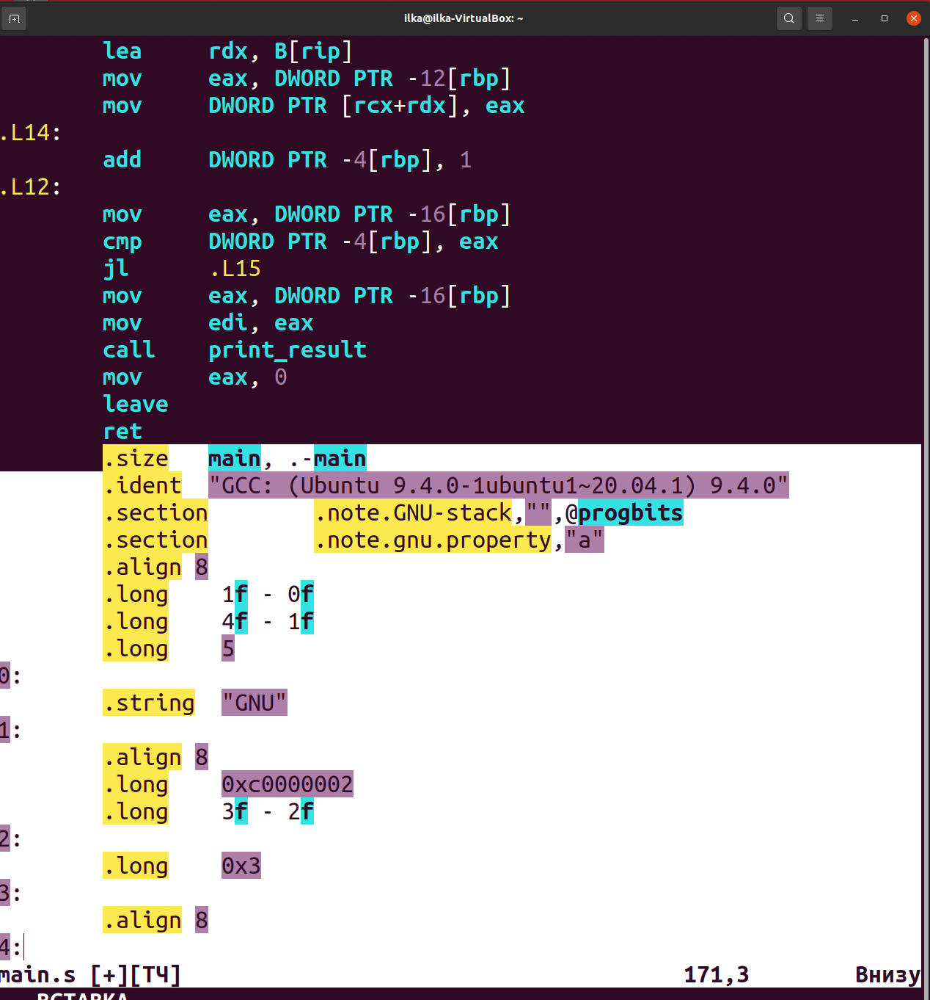 ilka@ilka-VirtualBox: ~
lea rdx, B[rip]
mov eax, DWORD PTR -12[rbp]
mov DWORD PTR [rcx+rdx], eax
.L14:
add DWORD PTR -4[rbp], 1
.L12:
mov eax, DWORD PTR -16[rbp]
cmp DWORD PTR -4[rbp], eax
jl .L15
mov eax, DWORD PTR -16[rbp]
mov edi, eax
call print_result
mov eax, 0
leave
ret
.size main, .-main
.ident "GCC: (Ubuntu 9.4.0-1ubuntu1~20.04.1) 9.4.0"
.section .note.GNU-stack,"",@progbits
.section .note.gnu.property,"a"
.align 8
.long 1f - 0f
.long 4f - 1f
.long 5
0:
.string "GNU"
1:
.align 8
.long 0xc0000002
.long 3f - 2f
2:
.long 0x3
3:
.align 8
4:
main.s [+][ТЧ] 171,3 Внизу
ВСТАВКА